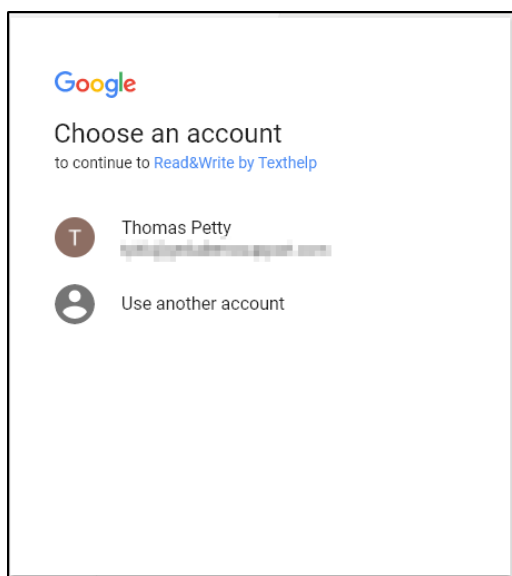 Google
Choose an account
to continue to Read&Write by Texthelp
T
Thomas Petty
Use another account